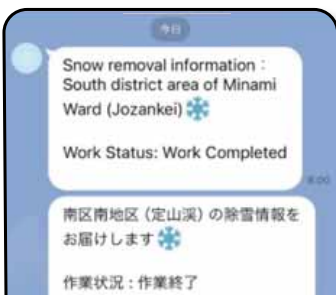 今日
Snow removal information :
South district area of Minami
Ward (Jozankei)
Work Status: Work Completed
8:00
南区南地区 (定山渓) の除雪情報を
お届けします
作業状況 : 作業終了